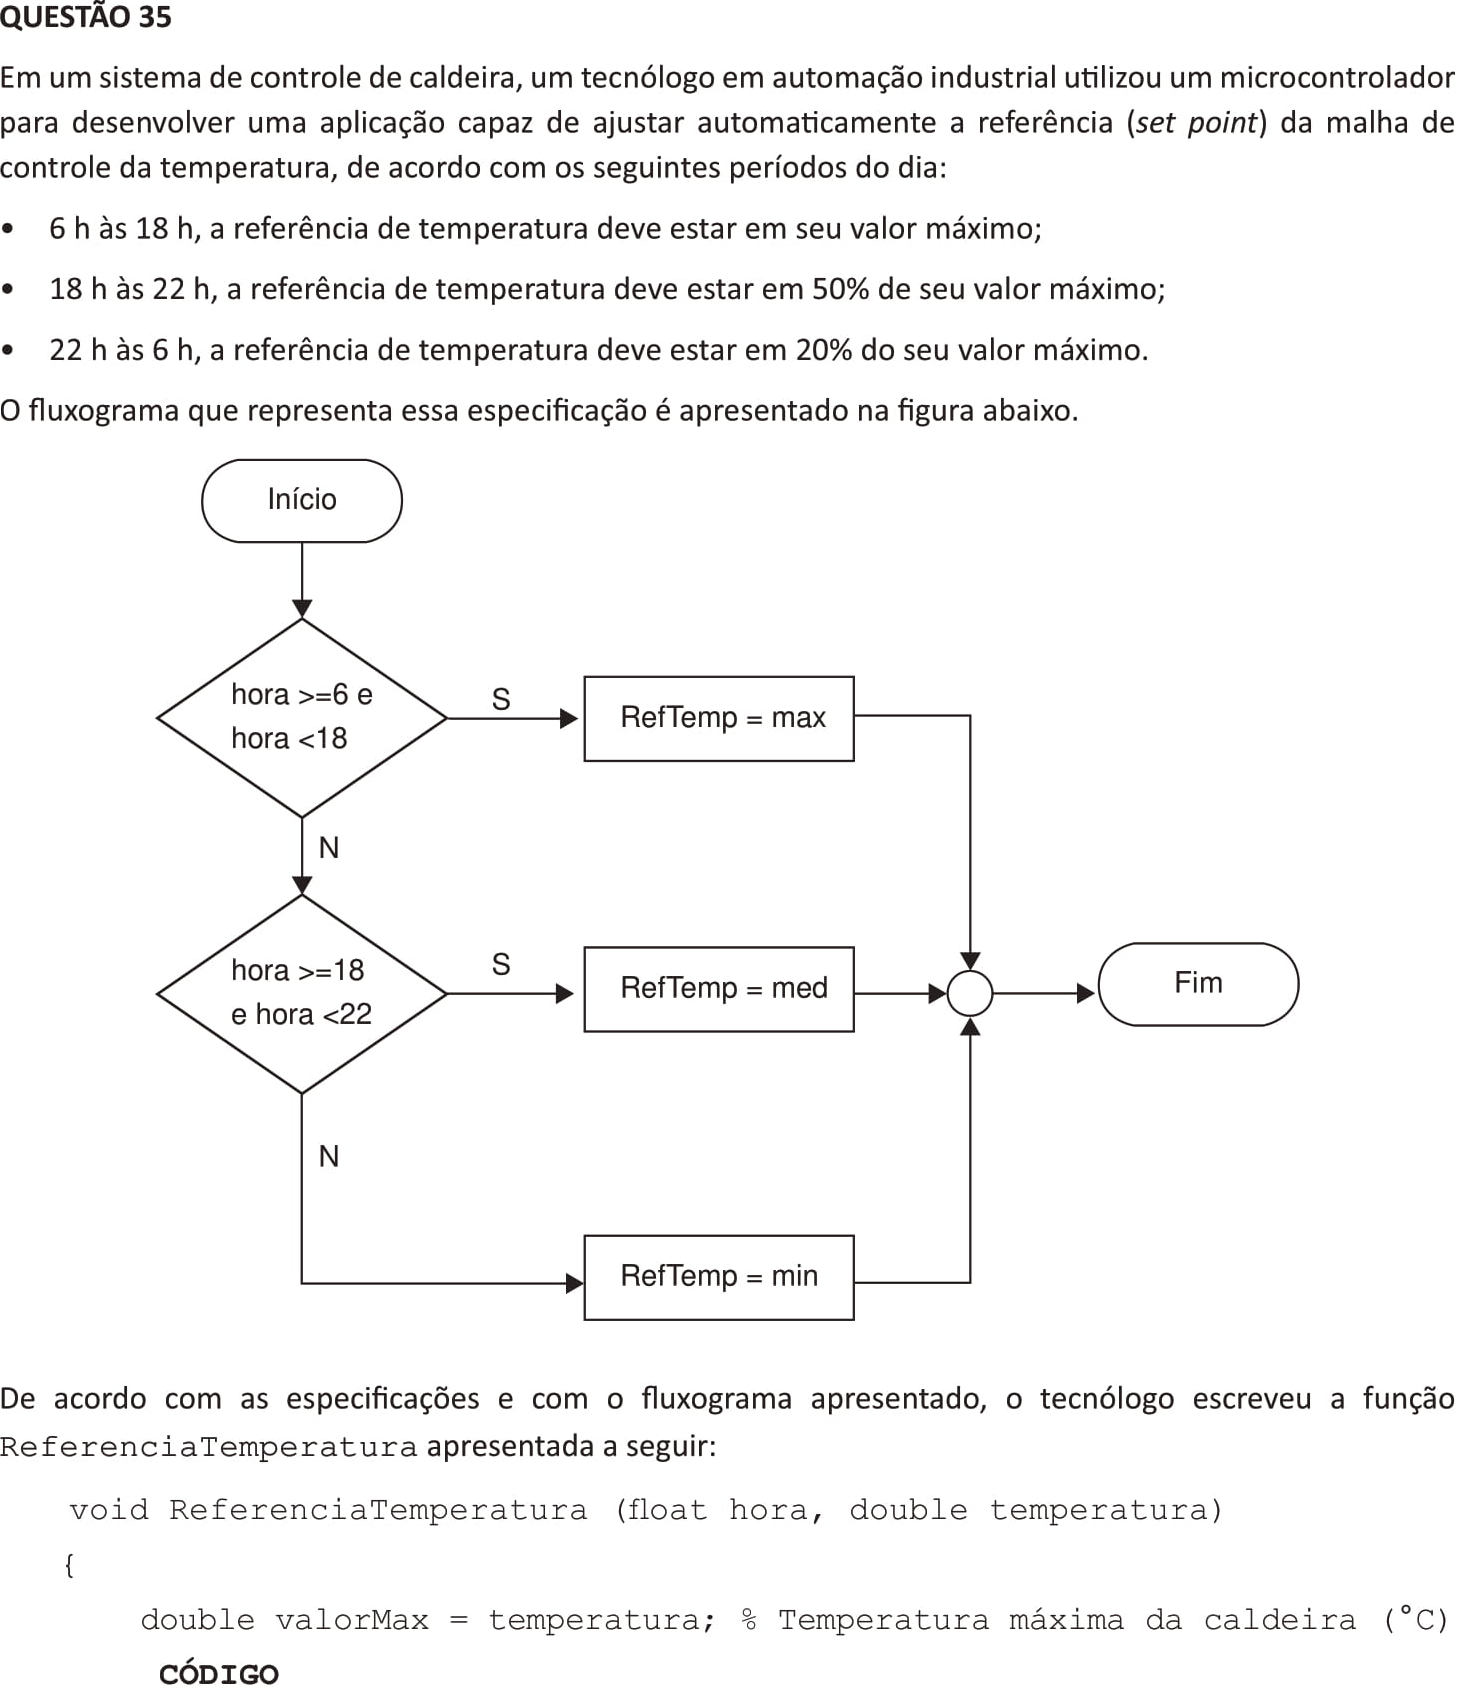 QUESTÃO 35
Em um sistema de controle de caldeira, um tecnólogo em automação industrial utilizou um microcontrolador
para desenvolver uma aplicação capaz de ajustar automaticamente a referência (set point) da malha de
controle da temperatura, de acordo com os seguintes períodos do dia:
• 6 h às 18 h, a referência de temperatura deve estar em seu valor máximo;
• 18 h às 22 h, a referência de temperatura deve estar em 50% de seu valor máximo;
• 22 h às 6 h, a referência de temperatura deve estar em 20% do seu valor máximo.
O fluxograma que representa essa especificação é apresentado na figura abaixo.
Início
hora >=6 e
hora <18
S
RefTemp = max
N
hora >=18
e hora <22
S
RefTemp = med
Fim
N
RefTemp = min
De acordo com as especificações e com o fluxograma apresentado, o tecnólogo escreveu a função
ReferenciaTemperatura apresentada a seguir:
void ReferenciaTemperatura (float hora, double temperatura)
{
double valorMax = temperatura; % Temperatura máxima da caldeira (°C)
CÓDIGO